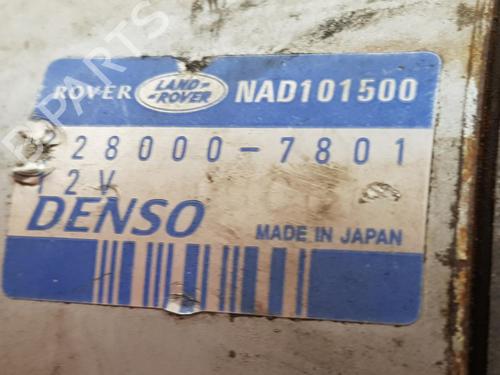 ROVER LAND-ROVER NAD101500
28000-7801
12V
DENSO
MADE IN JAPAN